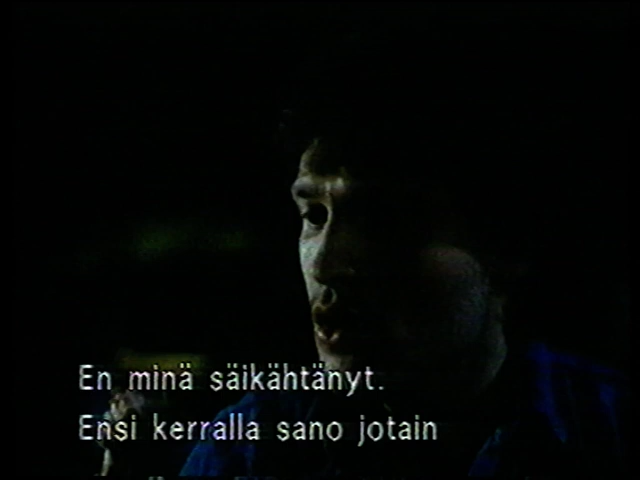 En minä säikähtänyt.
Ensi kerralla sano jotain